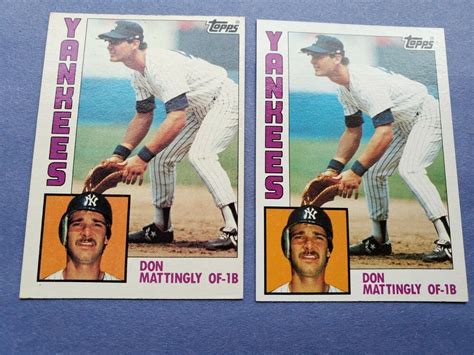 YANKEES
Topps
DON
MATTINGLY OF-1B
YANKEES
Topps
DON
MATTINGLY OF-1B